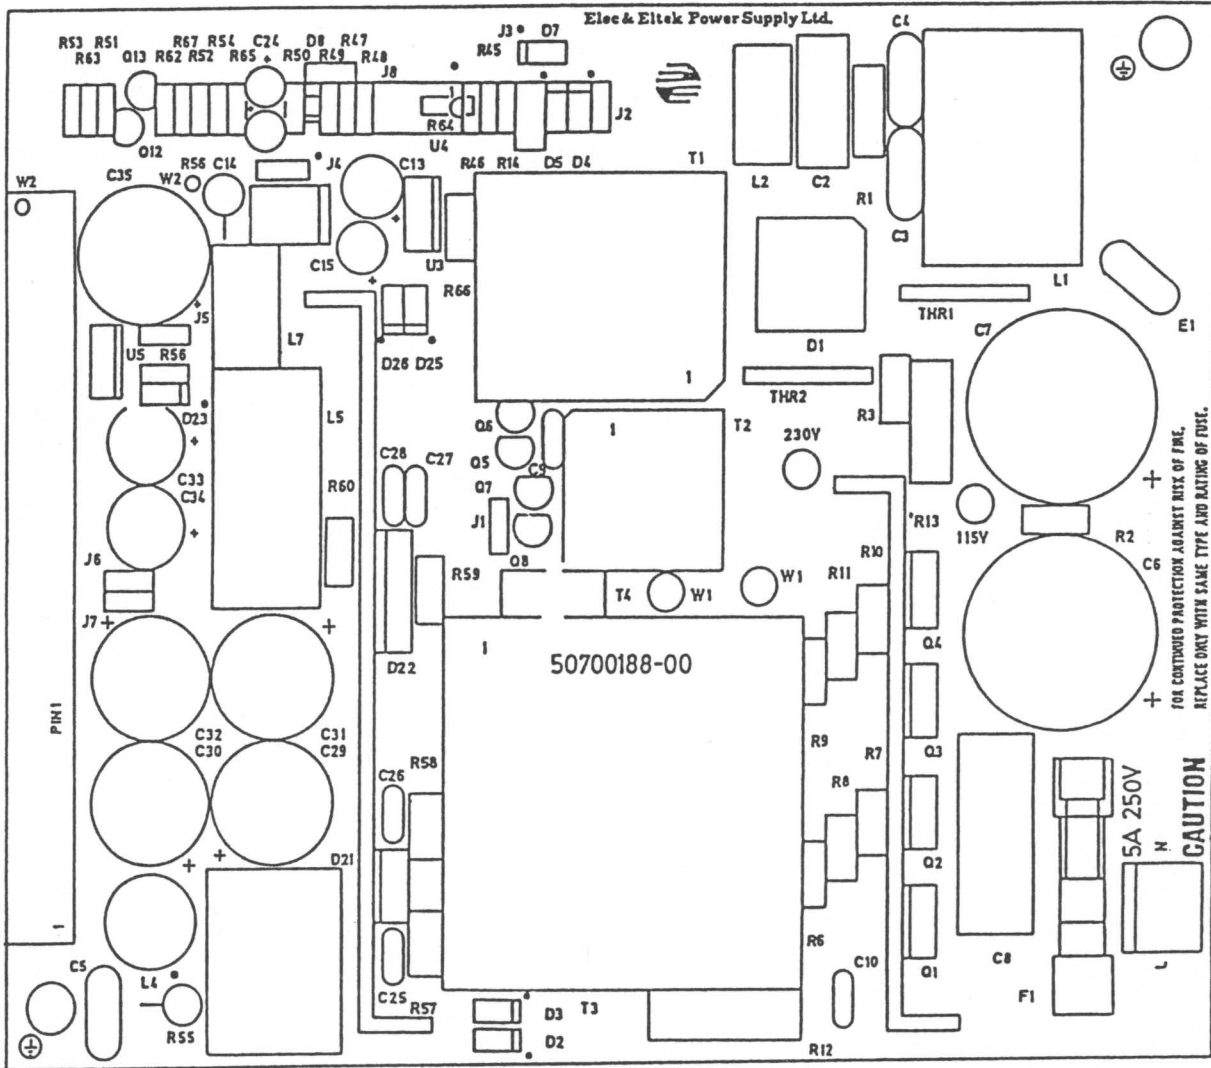 Elec & Eltek Power Supply Ltd.
R53 R51 R67 R54 C24 D8 R47
R63 Q13 R62 R52 R65 R50 R49 R48
J8
J3 D7
R45
C4
R64
U4
J2
Q12
R56 C14
W2 C35 W2
J4 C13 R46 R14 D5 D4 T1
L2 C2 R1
C3
C15 U3
R66
L1
J5
L7
THR1
C7
E1
U5 R56
D26 D25
D1
1
THR2
D23
L5
R3
Q6
1
T2
230V
Q5
C9
C28 C27
C33
C34
R60
Q7
J1
R13
115V
R2
C6
J6
R59
Q8
R10
R11
T4 W1 W1
J7
1
D22
50700188-00
Q4
PIN1
C32 C31
C30 C29
R9
R7
Q3
R58
C26
R8
D21
Q2
5A 250V
N
CAUTION
FOR CONTINUED PROTECTION AGAINST RISK OF FIRE,
REPLACE ONLY WITH SAME TYPE AND RATING OF FUSE.
1
R6
C5
L4
C25
C10
Q1
C8
L
F1
R55
R57
D3 T3
D2
R12